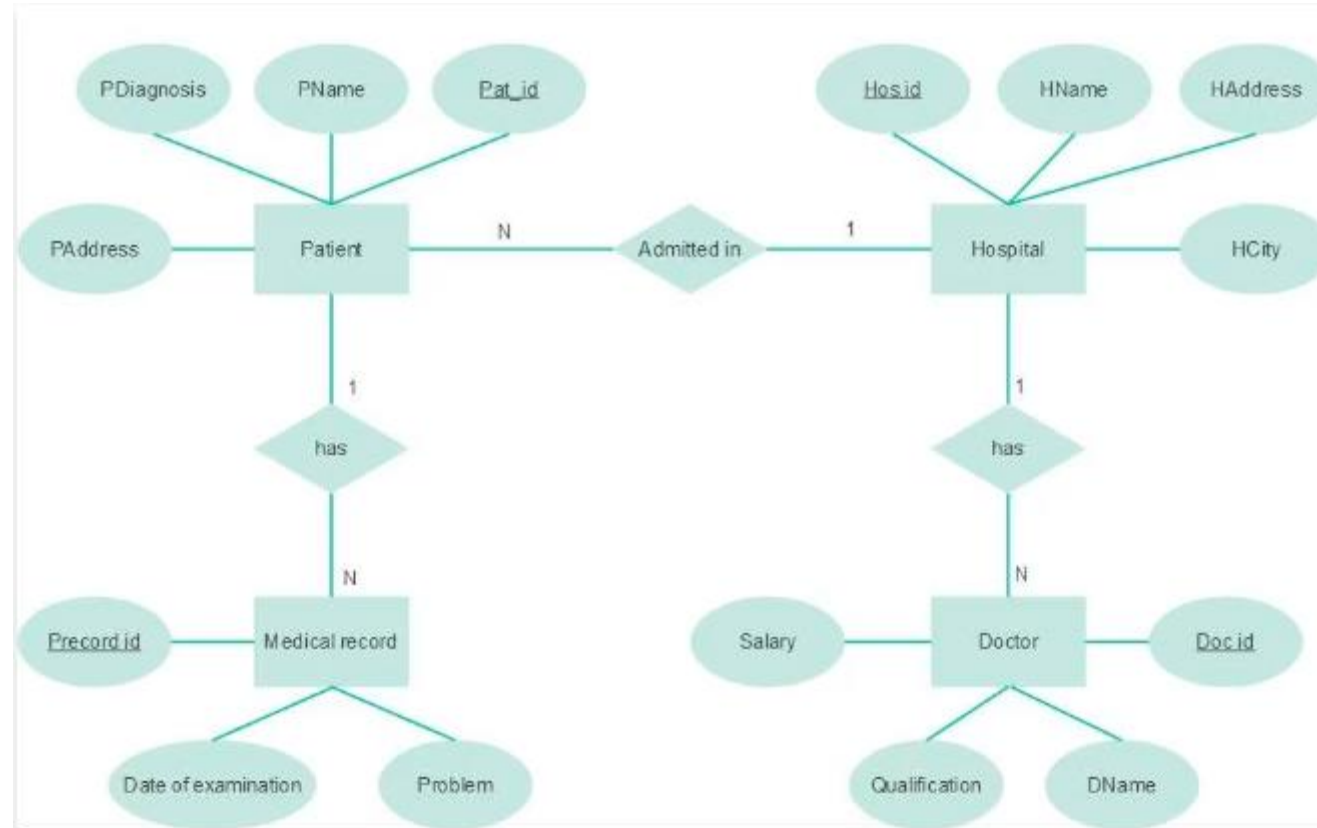 PDiagnosis
PName
Pat_id
Hos.id
HName
HAddress
PAddress
Patient
N
Admitted in
1
Hospital
HCity
1
1
has
has
N
N
Precord.id
Medical record
Salary
Doctor
Doc.id
Date of examination
Problem
Qualification
DName